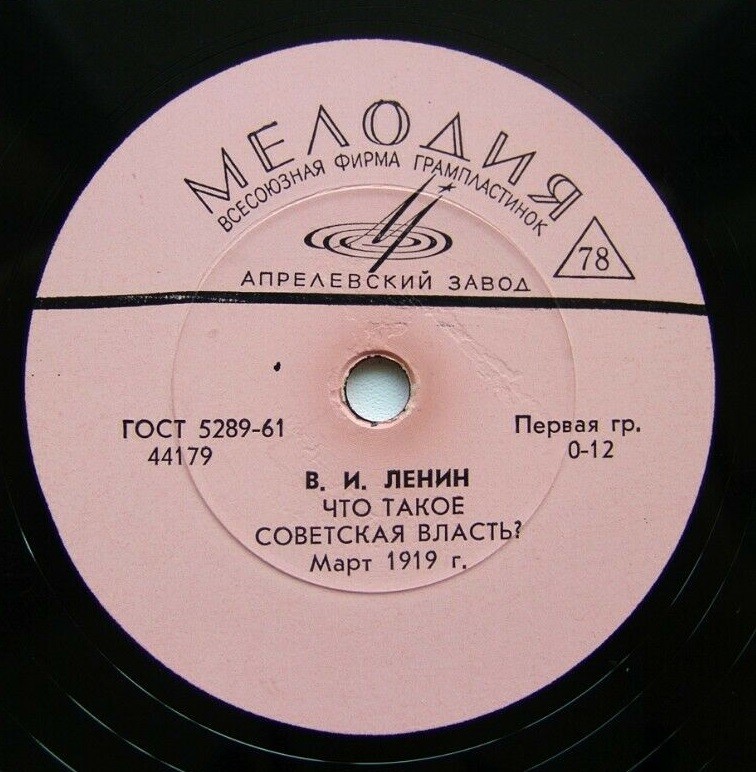 МЕЛОДИЯ
ВСЕСОЮЗНАЯ ФИРМА ГРАМПЛАСТИНОК
78
АПРЕЛЕВСКИЙ ЗАВОД
ГОСТ 5289-61
44179
Первая гр.
0-12
В. И. ЛЕНИН
ЧТО ТАКОЕ
СОВЕТСКАЯ ВЛАСТЬ?
Март 1919 г.